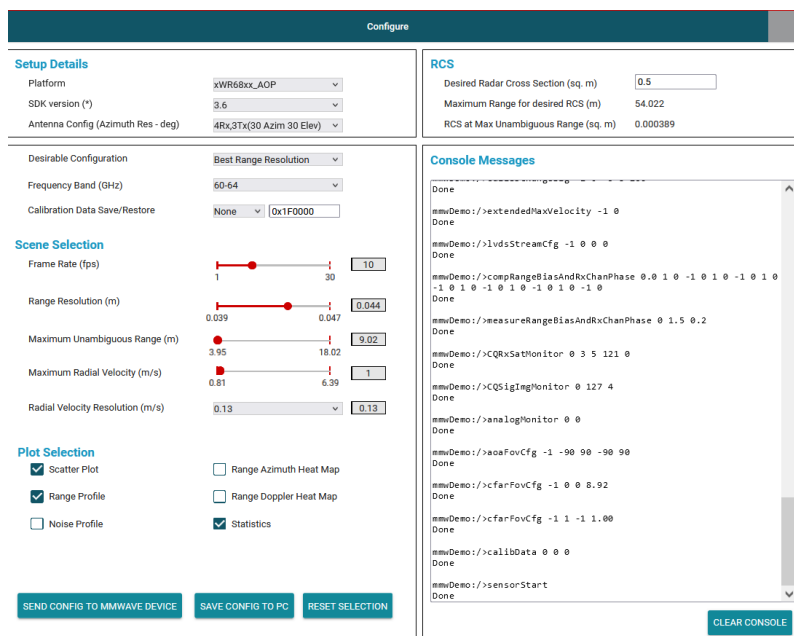 Configure
Setup Details
Platform
xWR68xx_AOP
SDK version (*)
3.6
Antenna Config (Azimuth Res - deg)
4Rx,3Tx(30 Azim 30 Elev)
RCS
Desired Radar Cross Section (sq. m)
0.5
Maximum Range for desired RCS (m)
54.022
RCS at Max Unambiguous Range (sq. m)
0.000389
Desirable Configuration
Best Range Resolution
Frequency Band (GHz)
60-64
Calibration Data Save/Restore
None
0x1F0000
Scene Selection
Frame Rate (fps)
10
1
30
Range Resolution (m)
0.044
0.039
0.047
Maximum Unambiguous Range (m)
9.02
3.95
18.02
Maximum Radial Velocity (m/s)
1
0.81
6.39
Radial Velocity Resolution (m/s)
0.13
0.13
Plot Selection
Scatter Plot
Range Azimuth Heat Map
Range Profile
Range Doppler Heat Map
Noise Profile
Statistics
SEND CONFIG TO MMWAVE DEVICE
SAVE CONFIG TO PC
RESET SELECTION
Console Messages
Done
mmwDemo:/>extendedMaxVelocity -1 0
Done
mmwDemo:/>lvdsStreamCfg -1 0 0 0
Done
mmwDemo:/>compRangeBiasAndRxChanPhase 0.0 1 0 -1 0 1 0 -1 0 1 0
-1 0 1 0 -1 0 1 0 -1 0 1 0 -1 0
Done
mmwDemo:/>measureRangeBiasAndRxChanPhase 0 1.5 0.2
Done
mmwDemo:/>CQRxSatMonitor 0 3 5 121 0
Done
mmwDemo:/>CQSigImgMonitor 0 127 4
Done
mmwDemo:/>analogMonitor 0 0
Done
mmwDemo:/>aoaFovCfg -1 -90 90 -90 90
Done
mmwDemo:/>cfarFovCfg -1 0 0 8.92
Done
mmwDemo:/>cfarFovCfg -1 1 -1 1.00
Done
mmwDemo:/>calibData 0 0 0
Done
mmwDemo:/>sensorStart
Done
CLEAR CONSOLE